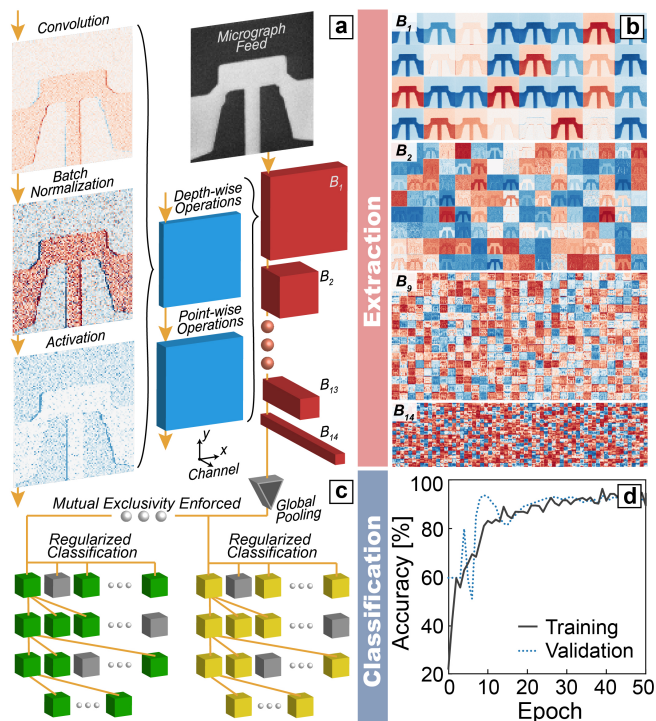 a
Convolution
Batch
Normalization
Activation
Micrograph
Feed
Depth-wise
Operations
Point-wise
Operations
B1
B2
B13
B14
y
x
Channel
Extraction
b
B1
B2
B9
B14
c
Mutual Exclusivity Enforced
Global
Pooling
Regularized
Classification
Regularized
Classification
Classification
d
Accuracy [%]
100
80
60
40
20
Training
Validation
0 10 20 30 40 50
Epoch